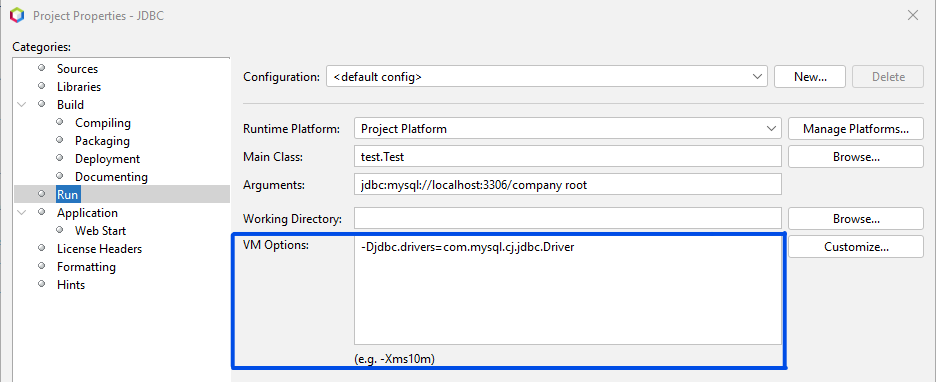 Project Properties - JDBC
Categories:
Sources
Libraries
Build
Compiling
Packaging
Deployment
Documenting
Run
Application
Web Start
License Headers
Formatting
Hints
Configuration: <default config> New... Delete
Runtime Platform: Project Platform Manage Platforms...
Main Class: test.Test Browse...
Arguments: jdbc:mysql://localhost:3306/company root
Working Directory: Browse...
VM Options: -Djdbc.drivers=com.mysql.cj.jdbc.Driver Customize...
(e.g. -Xms10m)